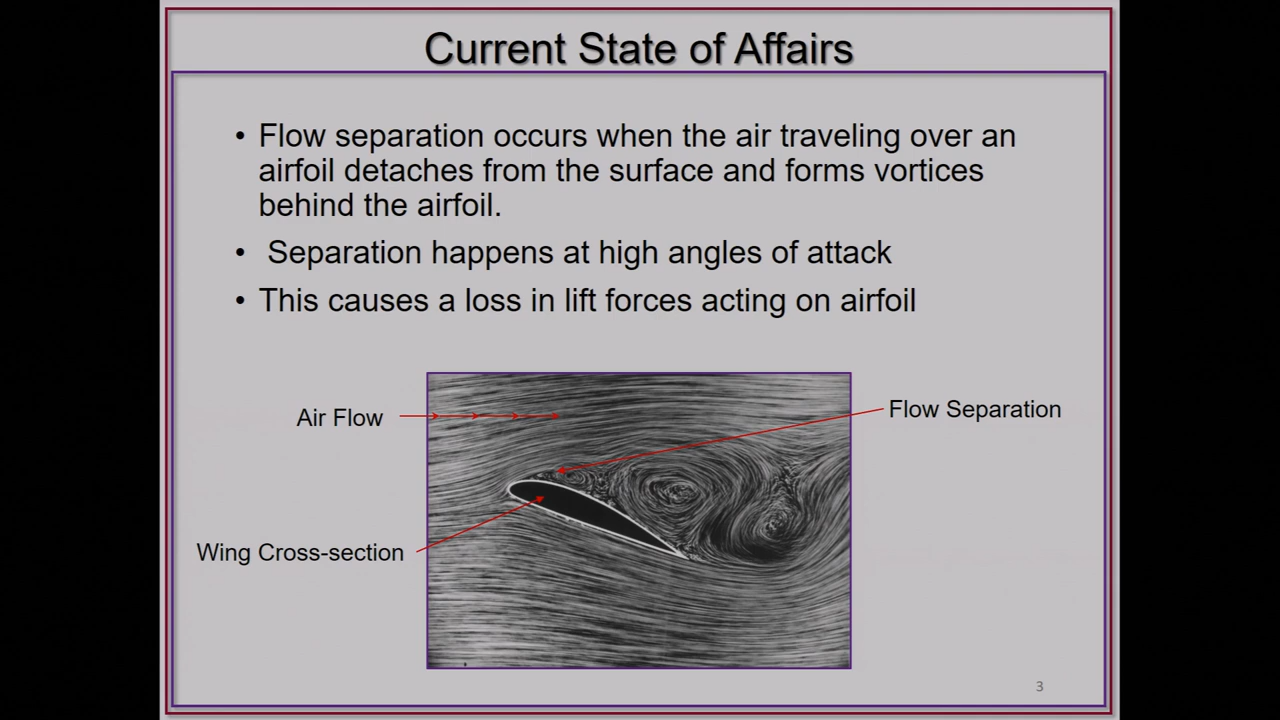 Current State of Affairs
• Flow separation occurs when the air traveling over an
airfoil detaches from the surface and forms vortices
behind the airfoil.
• Separation happens at high angles of attack
• This causes a loss in lift forces acting on airfoil
Air Flow
Flow Separation
Wing Cross-section
3